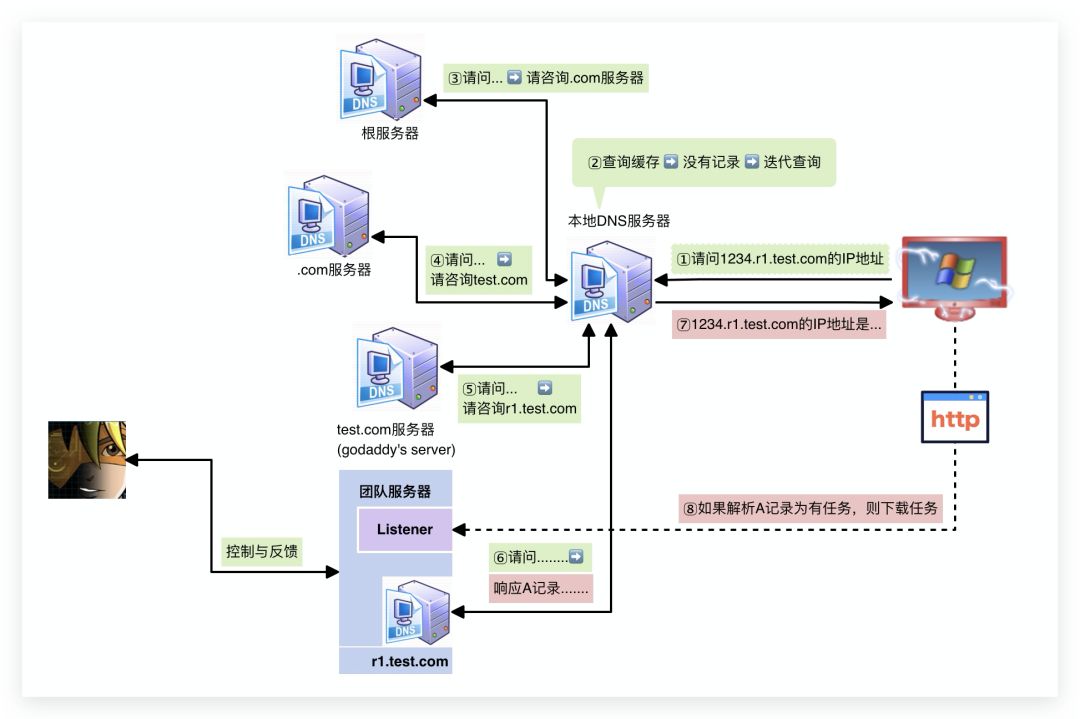 ③请问... ➡️ 请咨询.com服务器
DNS
根服务器
②查询缓存 ➡️ 没有记录 ➡️ 迭代查询
本地DNS服务器
DNS
.com服务器
④请问... ➡️
请咨询test.com
DNS
①请问1234.r1.test.com的IP地址
⑦1234.r1.test.com的IP地址是...
DNS
⑤请问... ➡️
请咨询r1.test.com
test.com服务器
(godaddy's server)
http
团队服务器
Listener
⑧如果解析A记录为有任务，则下载任务
控制与反馈
⑥请问........➡️
响应A记录.......
DNS
r1.test.com